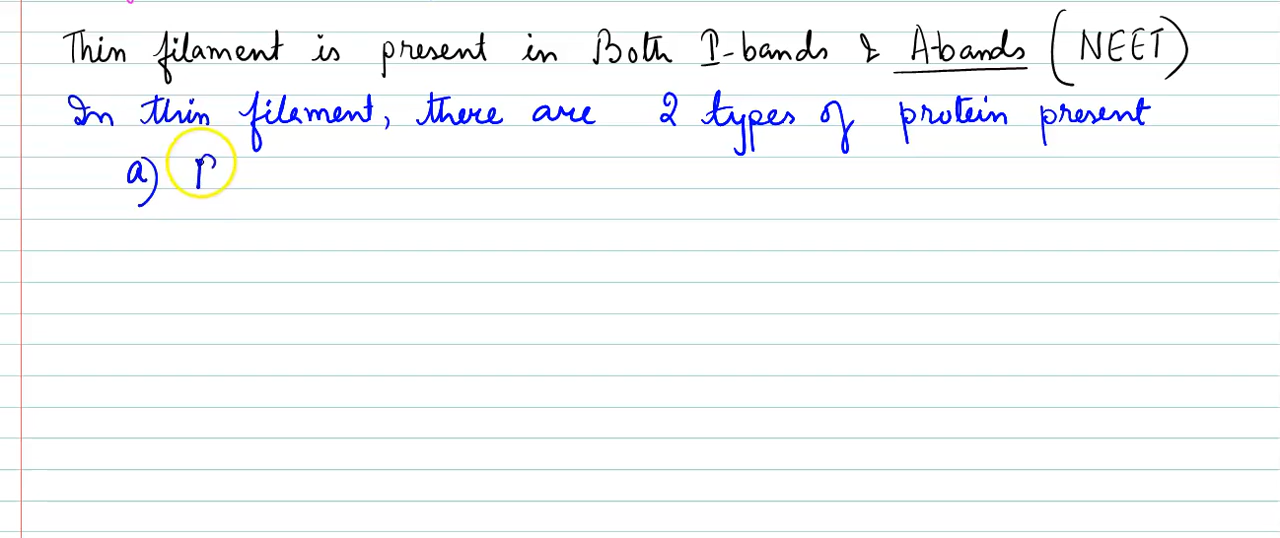 Thin filament is present in Both I-bands & A-bands (NEET)
In thin filament, there are 2 types of protein present
a) P